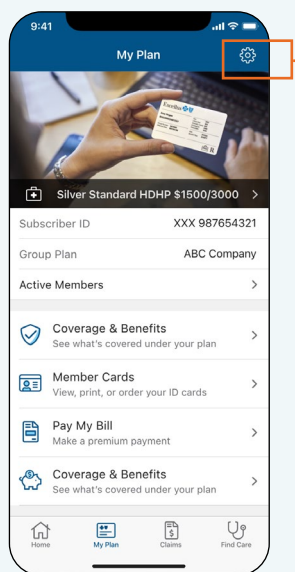 9:41
My Plan
Excellus
Silver Standard HDHP $1500/3000
Subscriber ID XXX 987654321
Group Plan ABC Company
Active Members
Coverage & Benefits
See what's covered under your plan
Member Cards
View, print, or order your ID cards
Pay My Bill
Make a premium payment
Coverage & Benefits
See what's covered under your plan
Home My Plan Claims Find Care